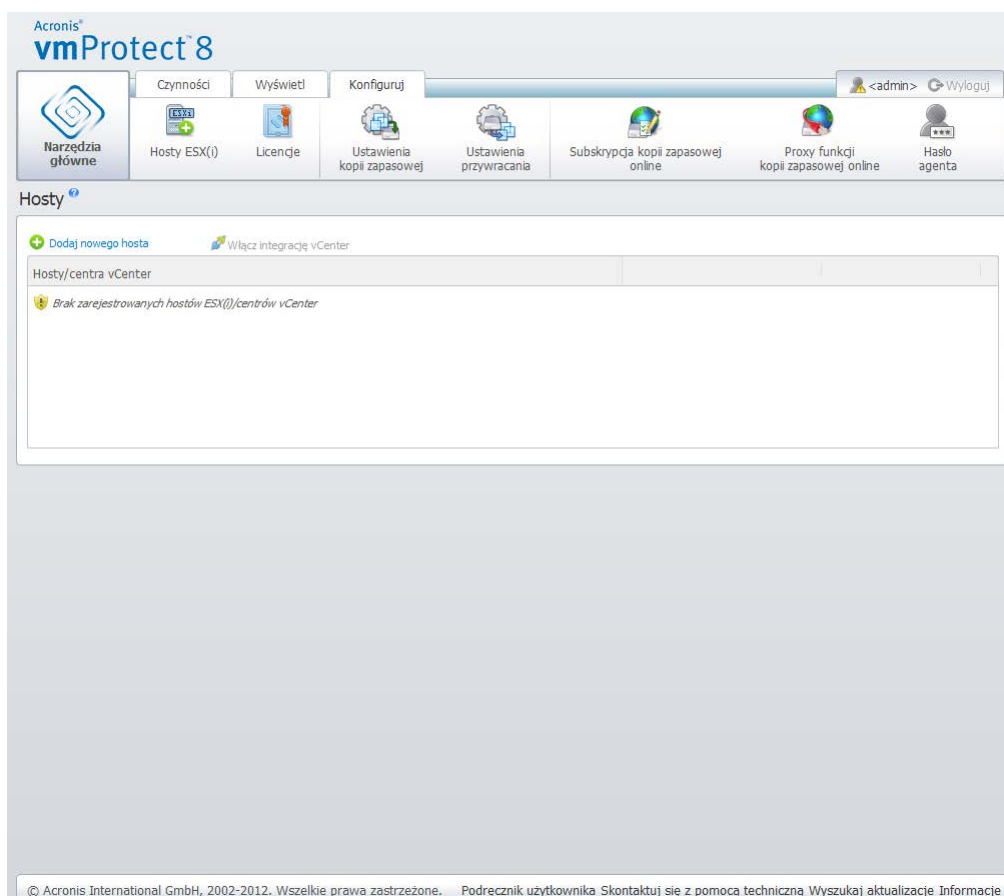 Acronis®
vmProtect™ 8
Czynności Wyświetl Konfiguruj <admin> Wyloguj
Narzędzia
główne
ESXi
Hosty ESX(i)
Licencje
Ustawienia
kopii zapasowej
Ustawienia
przywracania
Subskrypcja kopii zapasowej
online
Proxy funkcji
kopii zapasowej online
Hasło
agenta
Hosty
Dodaj nowego hosta Włącz integrację vCenter
Hosty/centra vCenter
Brak zarejestrowanych hostów ESX(i)/centrów vCenter
© Acronis International GmbH, 2002-2012. Wszelkie prawa zastrzeżone. Podręcznik użytkownika Skontaktuj się z pomocą techniczną Wyszukaj aktualizacje Informacje